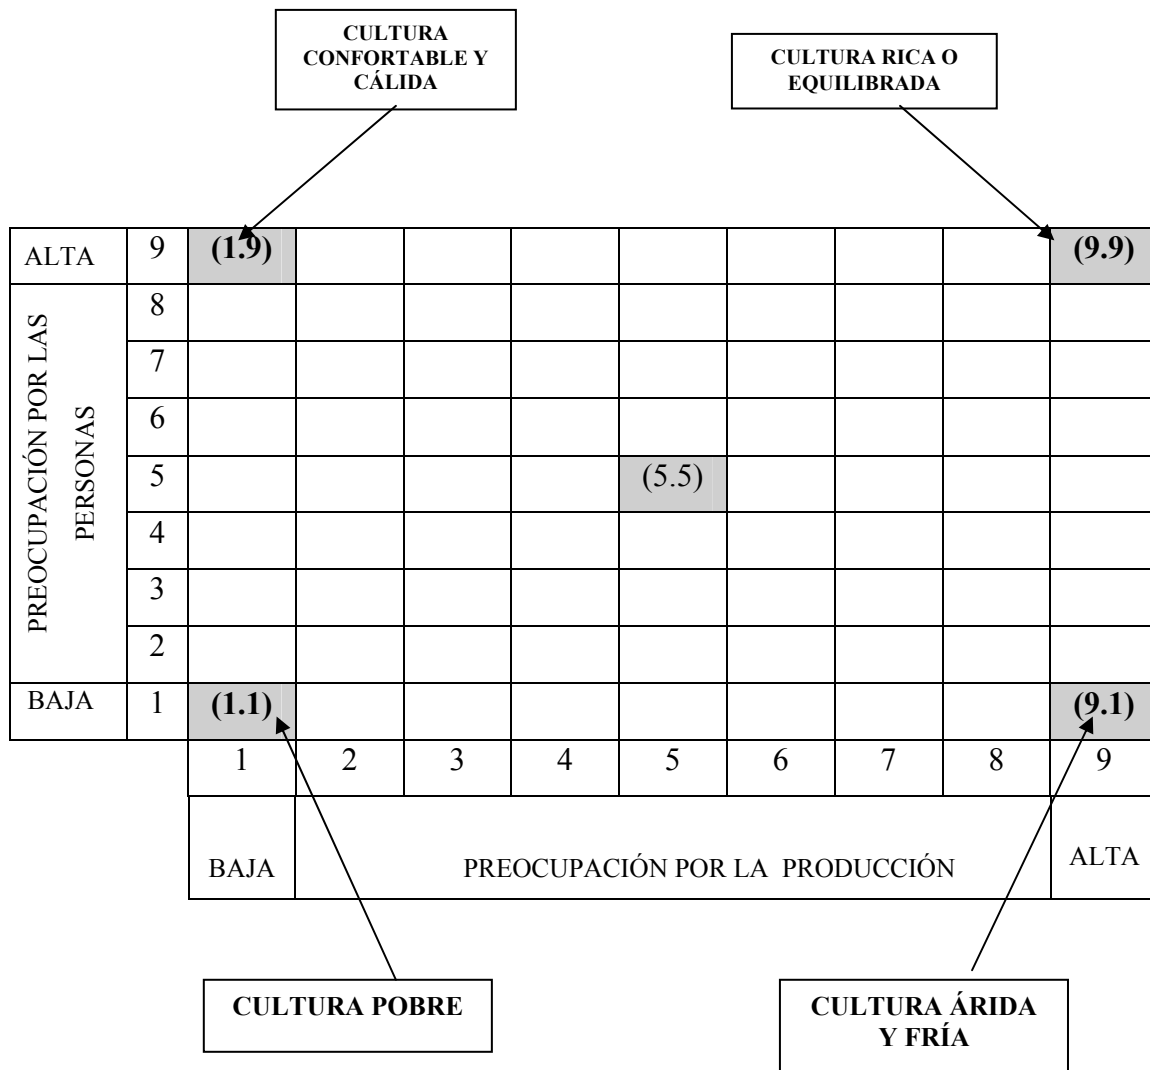 CULTURA
CONFORTABLE Y
CÁLIDA
CULTURA RICA O
EQUILIBRADA
ALTA 9 (1.9) (9.9)
PREOCUPACIÓN POR LAS
PERSONAS
8
7
6
5 (5.5)
4
3
2
BAJA 1 (1.1) (9.1)
1 2 3 4 5 6 7 8 9
BAJA PREOCUPACIÓN POR LA PRODUCCIÓN ALTA
CULTURA POBRE
CULTURA ÁRIDA
Y FRÍA